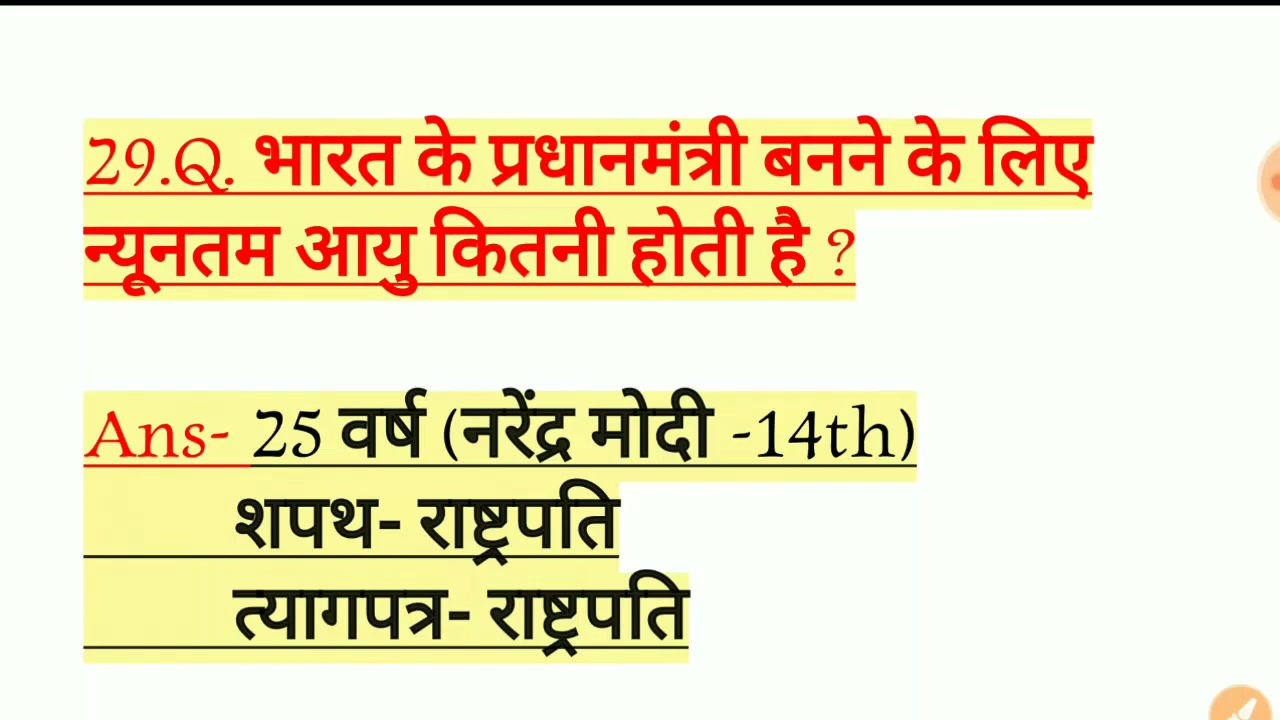 29.Q. भारत के प्रधानमंत्री बनने के लिए
न्यूनतम आयु कितनी होती है ?
Ans- 25 वर्ष (नरेंद्र मोदी -14th)
शपथ- राष्ट्रपति
त्यागपत्र- राष्ट्रपति